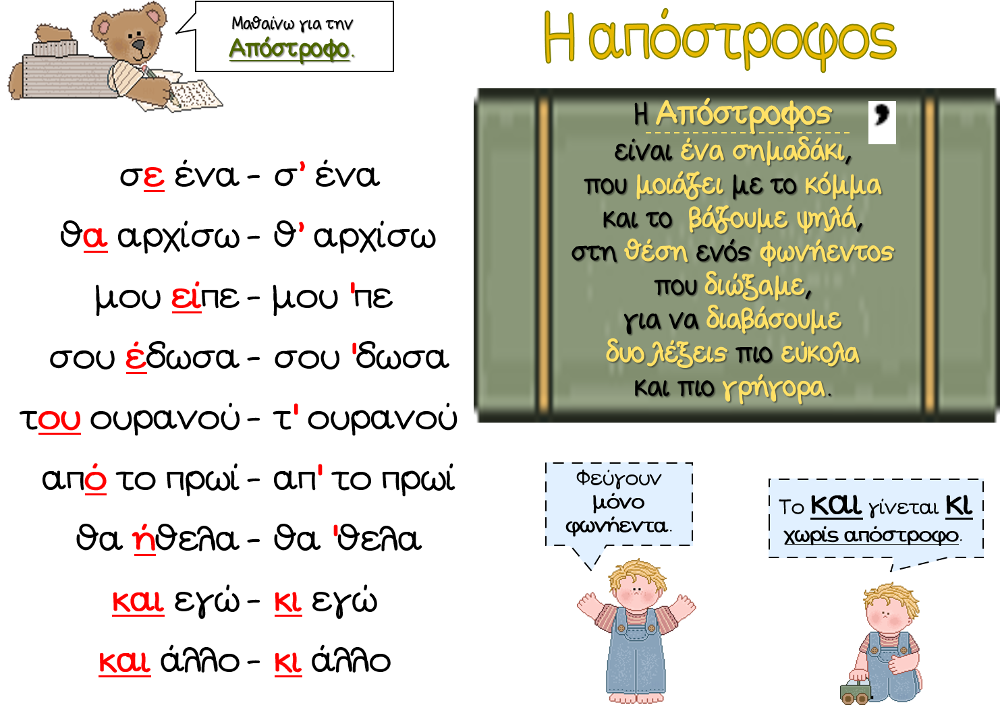 Μαθαίνω για την
Απόστροφο.
σε ένα - σ’ ένα
θα αρχίσω - θ’ αρχίσω
μου είπε - μου 'πε
σου έδωσα - σου 'δωσα
του ουρανού - τ' ουρανού
από το πρωί - απ' το πρωί
θα ήθελα - θα 'θελα
και εγώ - κι εγώ
και άλλο - κι άλλο
Η απόστροφος
Η Απόστροφος ’
είναι ένα σημαδάκι,
που μοιάζει με το κόμμα
και το βάζουμε ψηλά,
στη θέση ενός φωνήεντος
που διώξαμε,
για να διαβάσουμε
δυο λέξεις πιο εύκολα
και πιο γρήγορα.
Φεύγουν
μόνο
φωνήεντα.
Το και γίνεται κι
χωρίς απόστροφο.